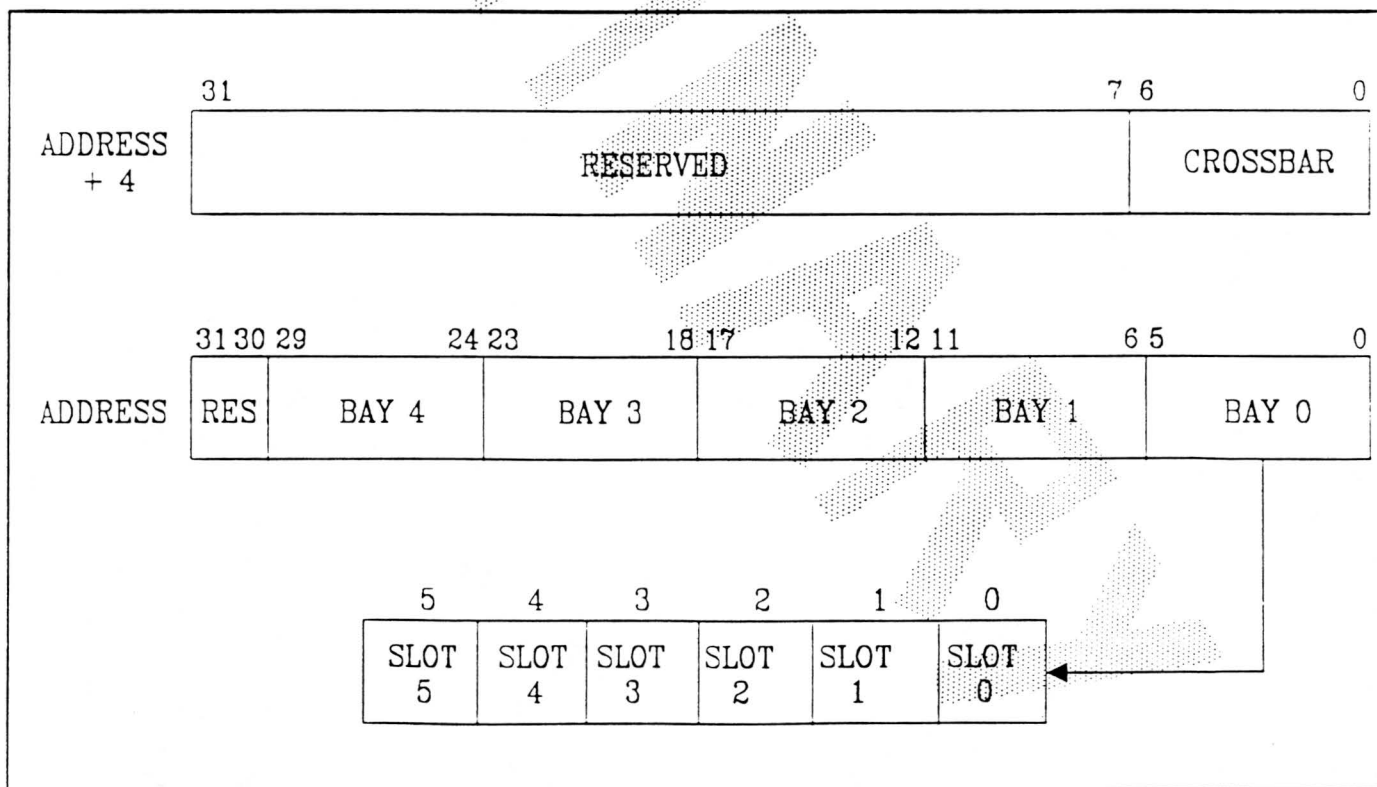 31 7 6 0
ADDRESS
+ 4
RESERVED CROSSBAR
31 30 29 24 23 18 17 12 11 6 5 0
ADDRESS RES BAY 4 BAY 3 BAY 2 BAY 1 BAY 0
5 4 3 2 1 0
SLOT SLOT SLOT SLOT SLOT SLOT
5 4 3 2 1 0